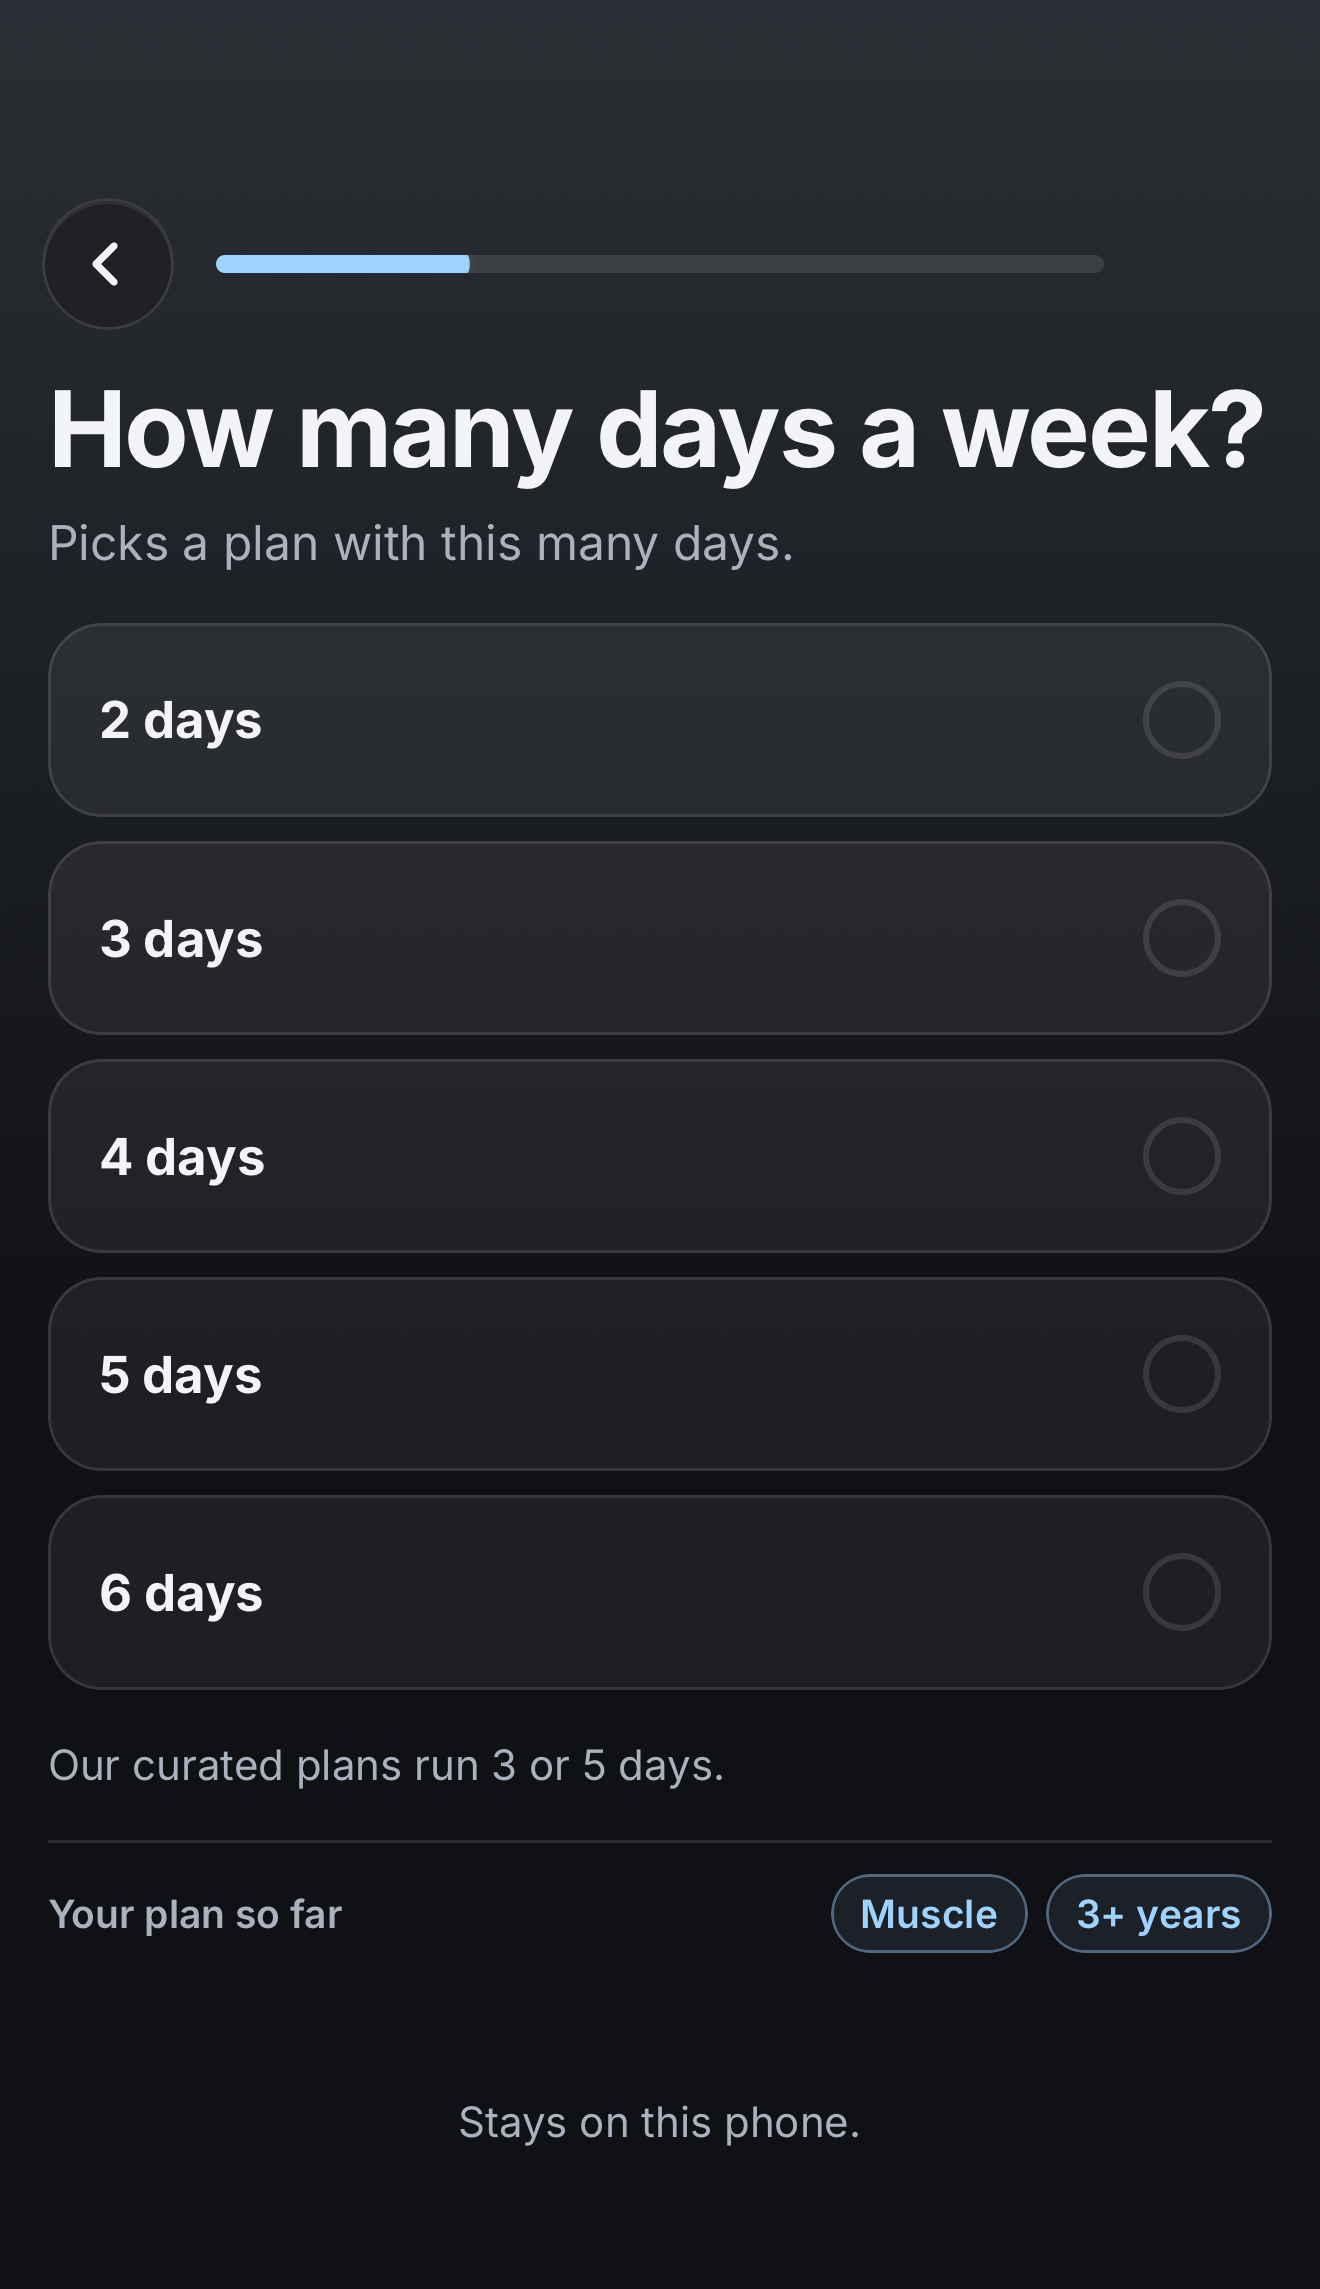 How many days a week?
Picks a plan with this many days.
2 days
3 days
4 days
5 days
6 days
Our curated plans run 3 or 5 days.
Your plan so far
Muscle
3+ years
Stays on this phone.